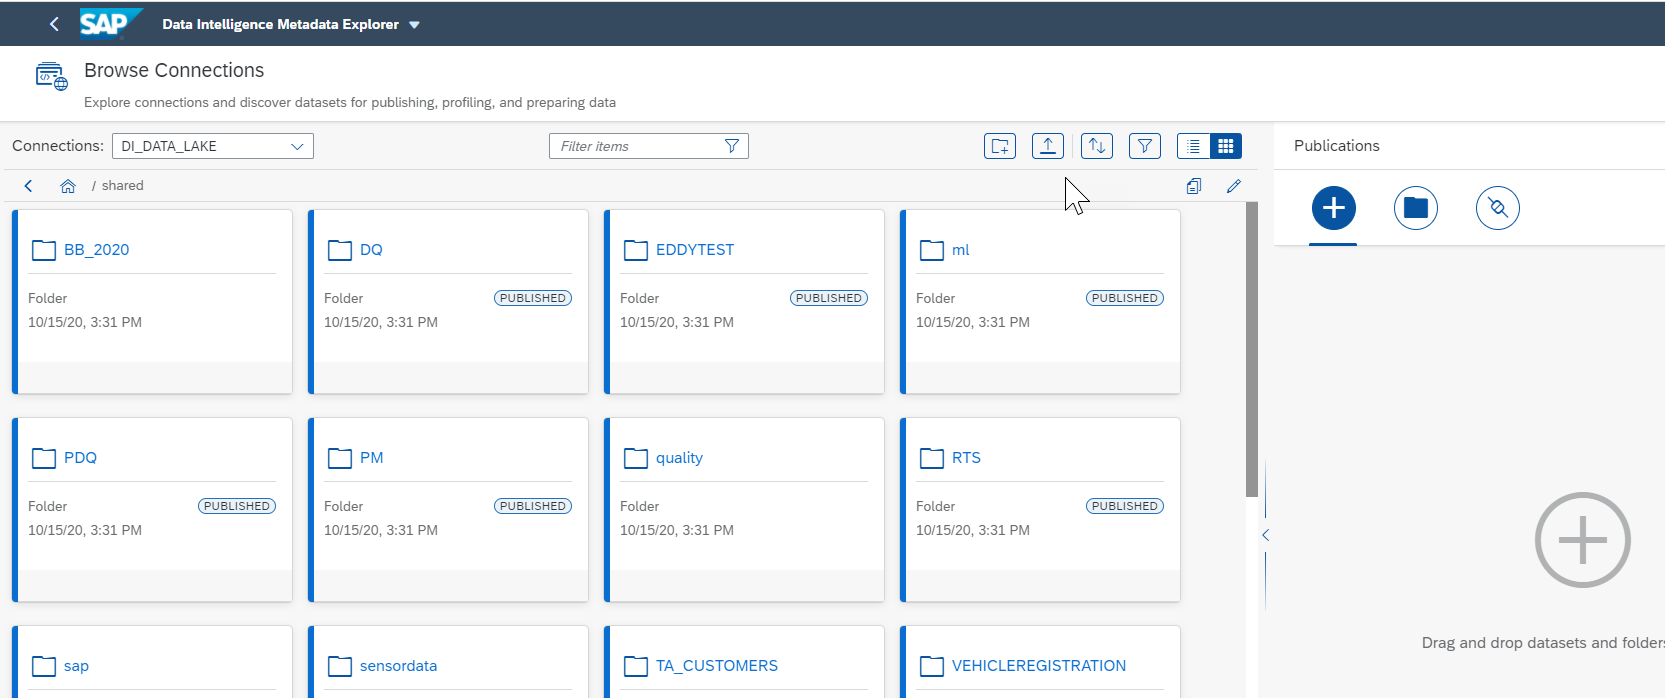 SAP Data Intelligence Metadata Explorer
Browse Connections
Explore connections and discover datasets for publishing, profiling, and preparing data
Connections: DI_DATA_LAKE Filter items
/ shared
BB_2020
Folder
10/15/20, 3:31 PM
DQ
Folder PUBLISHED
10/15/20, 3:31 PM
EDDYTEST
Folder PUBLISHED
10/15/20, 3:31 PM
ml
Folder PUBLISHED
10/15/20, 3:31 PM
PDQ
Folder PUBLISHED
10/15/20, 3:31 PM
PM
Folder PUBLISHED
10/15/20, 3:31 PM
quality
Folder
10/15/20, 3:31 PM
RTS
Folder PUBLISHED
10/15/20, 3:31 PM
sap
sensordata
TA_CUSTOMERS
VEHICLEREGISTRATION
Publications
Drag and drop datasets and folders